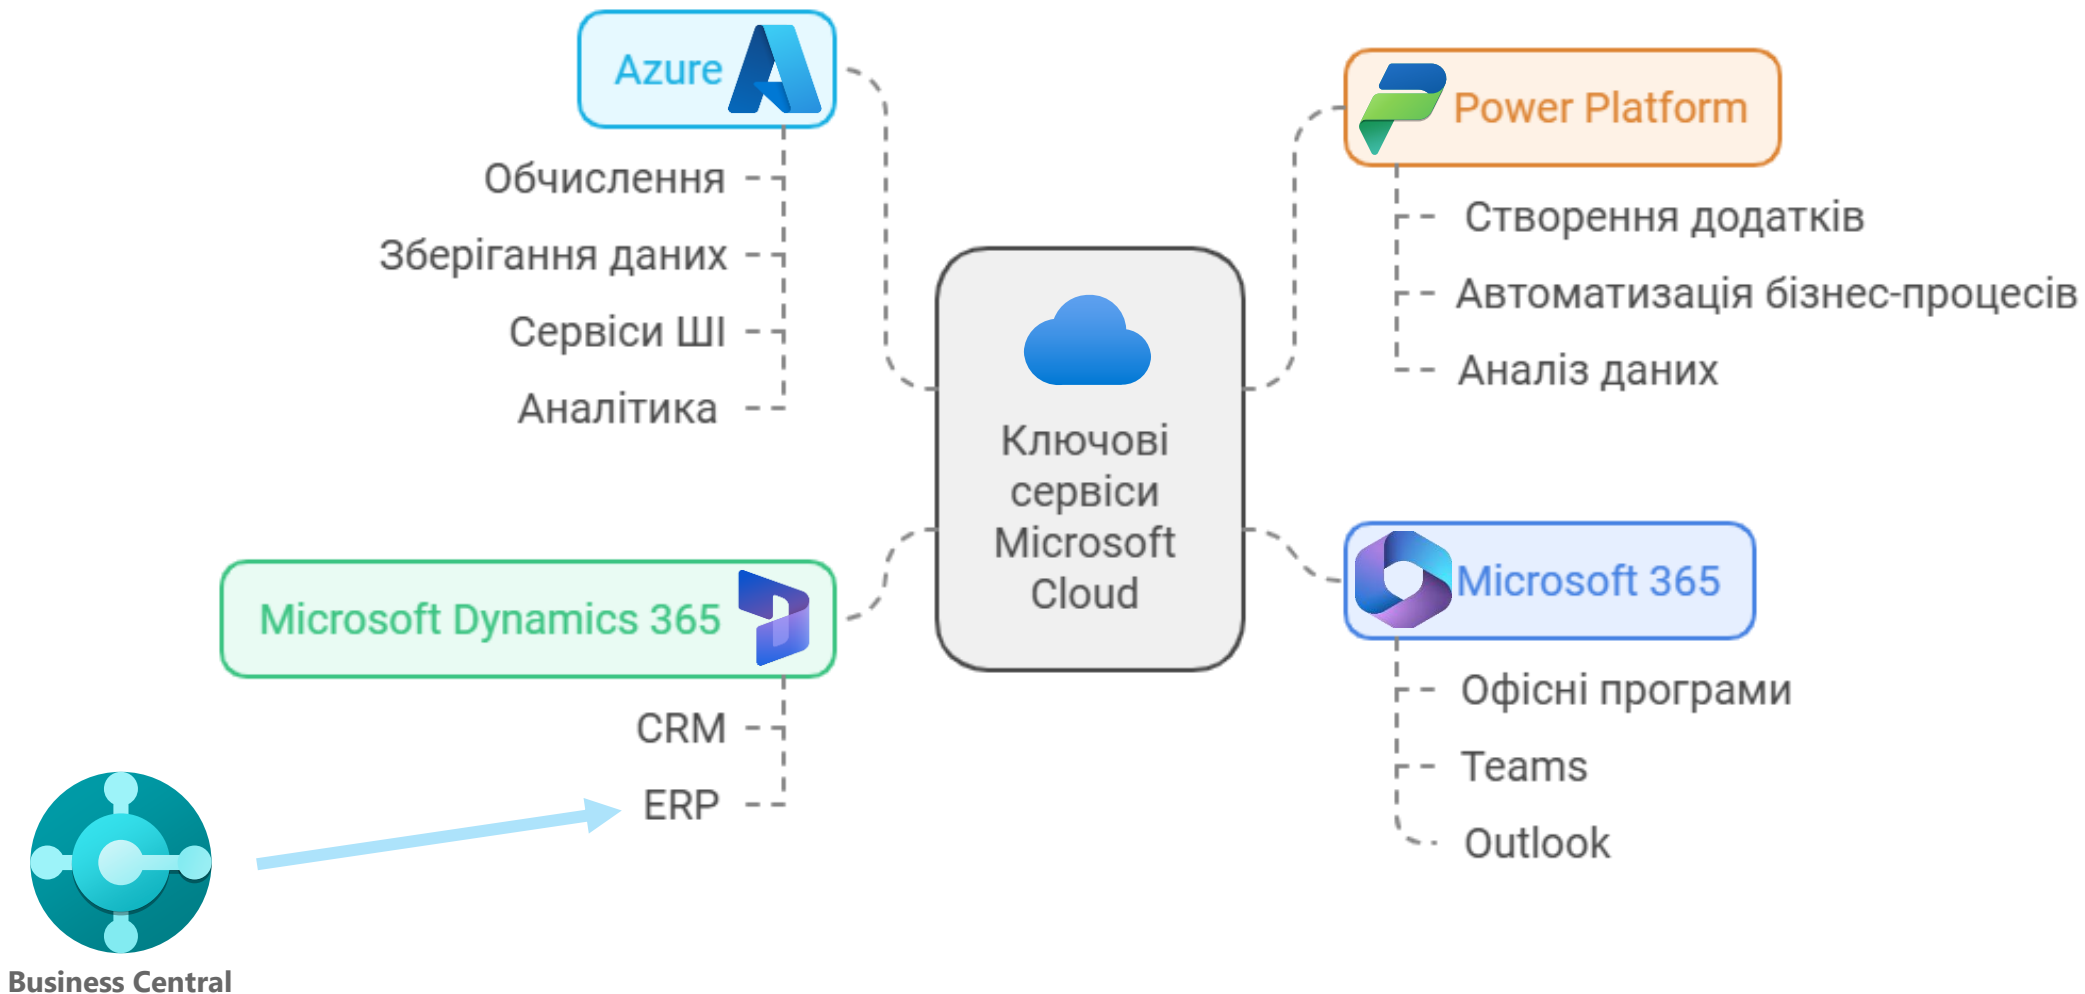 Azure
Обчислення
Зберігання даних
Сервіси ШІ
Аналітика
Power Platform
Створення додатків
Автоматизація бізнес-процесів
Аналіз даних
Ключові
сервіси
Microsoft
Cloud
Microsoft Dynamics 365
CRM
ERP
Microsoft 365
Офісні програми
Teams
Outlook
Business Central